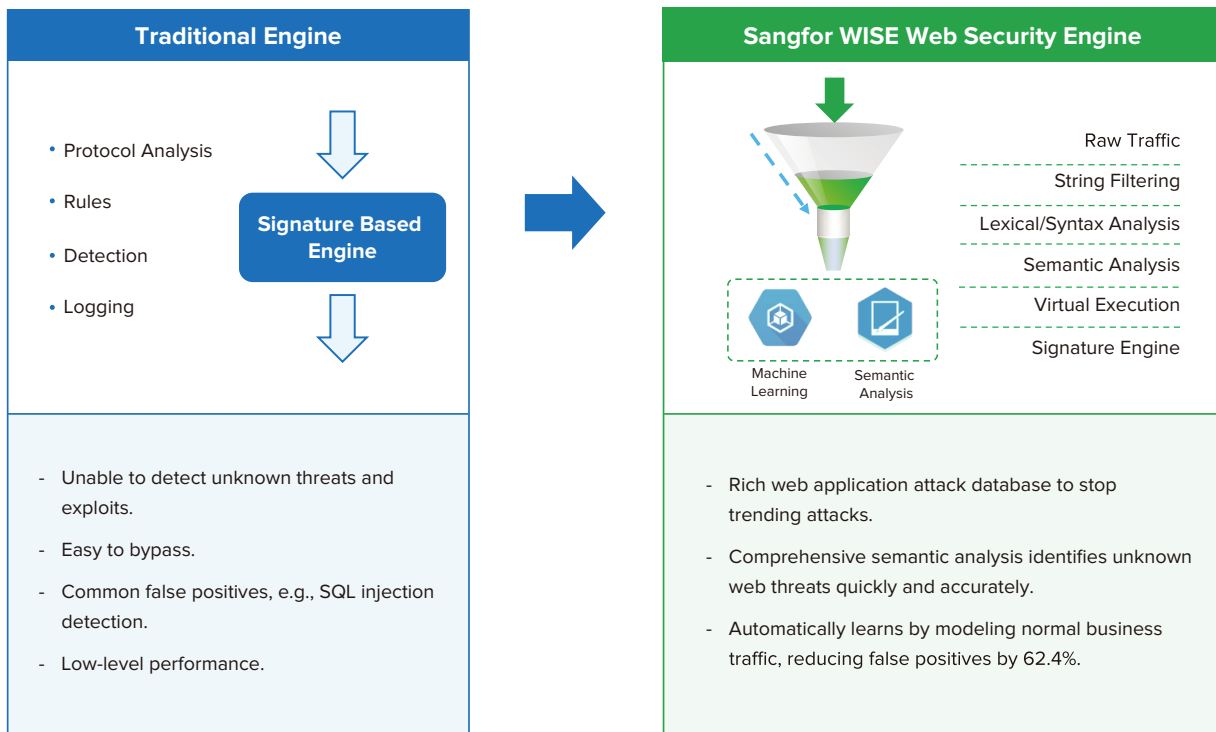 Traditional Engine
• Protocol Analysis
• Rules
• Detection
• Logging
Signature Based
Engine
- Unable to detect unknown threats and
exploits.
- Easy to bypass.
- Common false positives, e.g., SQL injection
detection.
- Low-level performance.
Sangfor WISE Web Security Engine
Raw Traffic
String Filtering
Lexical/Syntax Analysis
Semantic Analysis
Virtual Execution
Signature Engine
Machine
Learning
Semantic
Analysis
- Rich web application attack database to stop
trending attacks.
- Comprehensive semantic analysis identifies unknown
web threats quickly and accurately.
- Automatically learns by modeling normal business
traffic, reducing false positives by 62.4%.